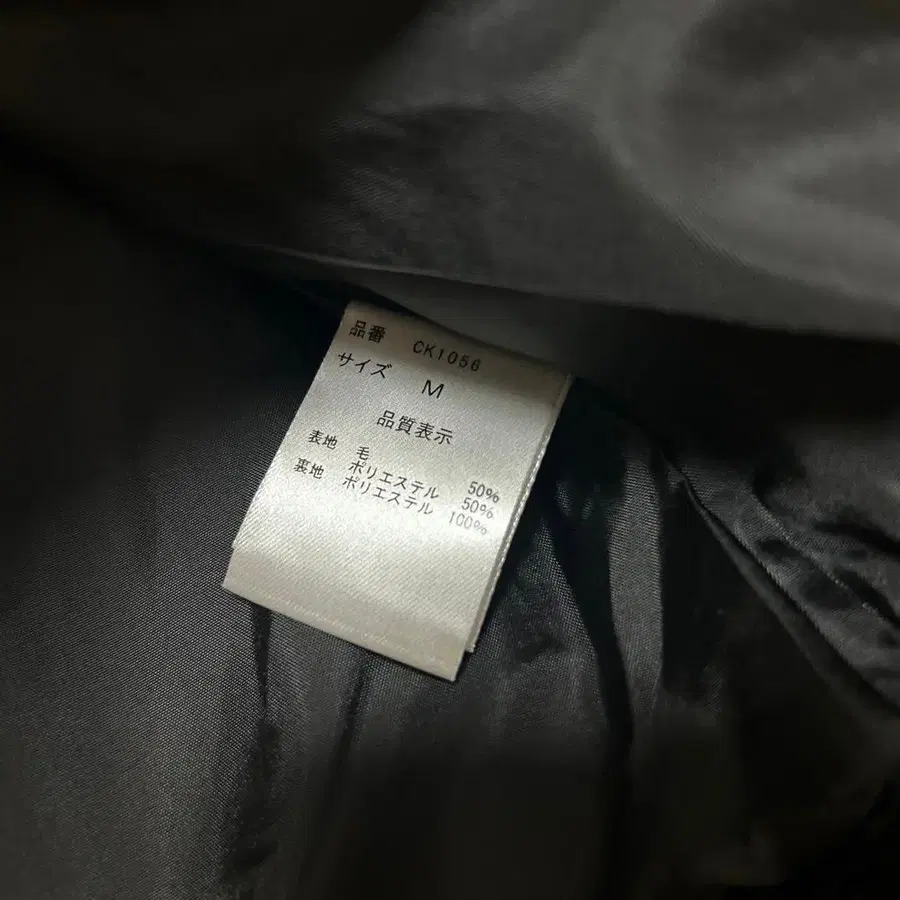 品番 CK1056
サイズ M
品質表示
表地 毛 50%
ポリエステル 50%
裏地 ポリエステル 100%